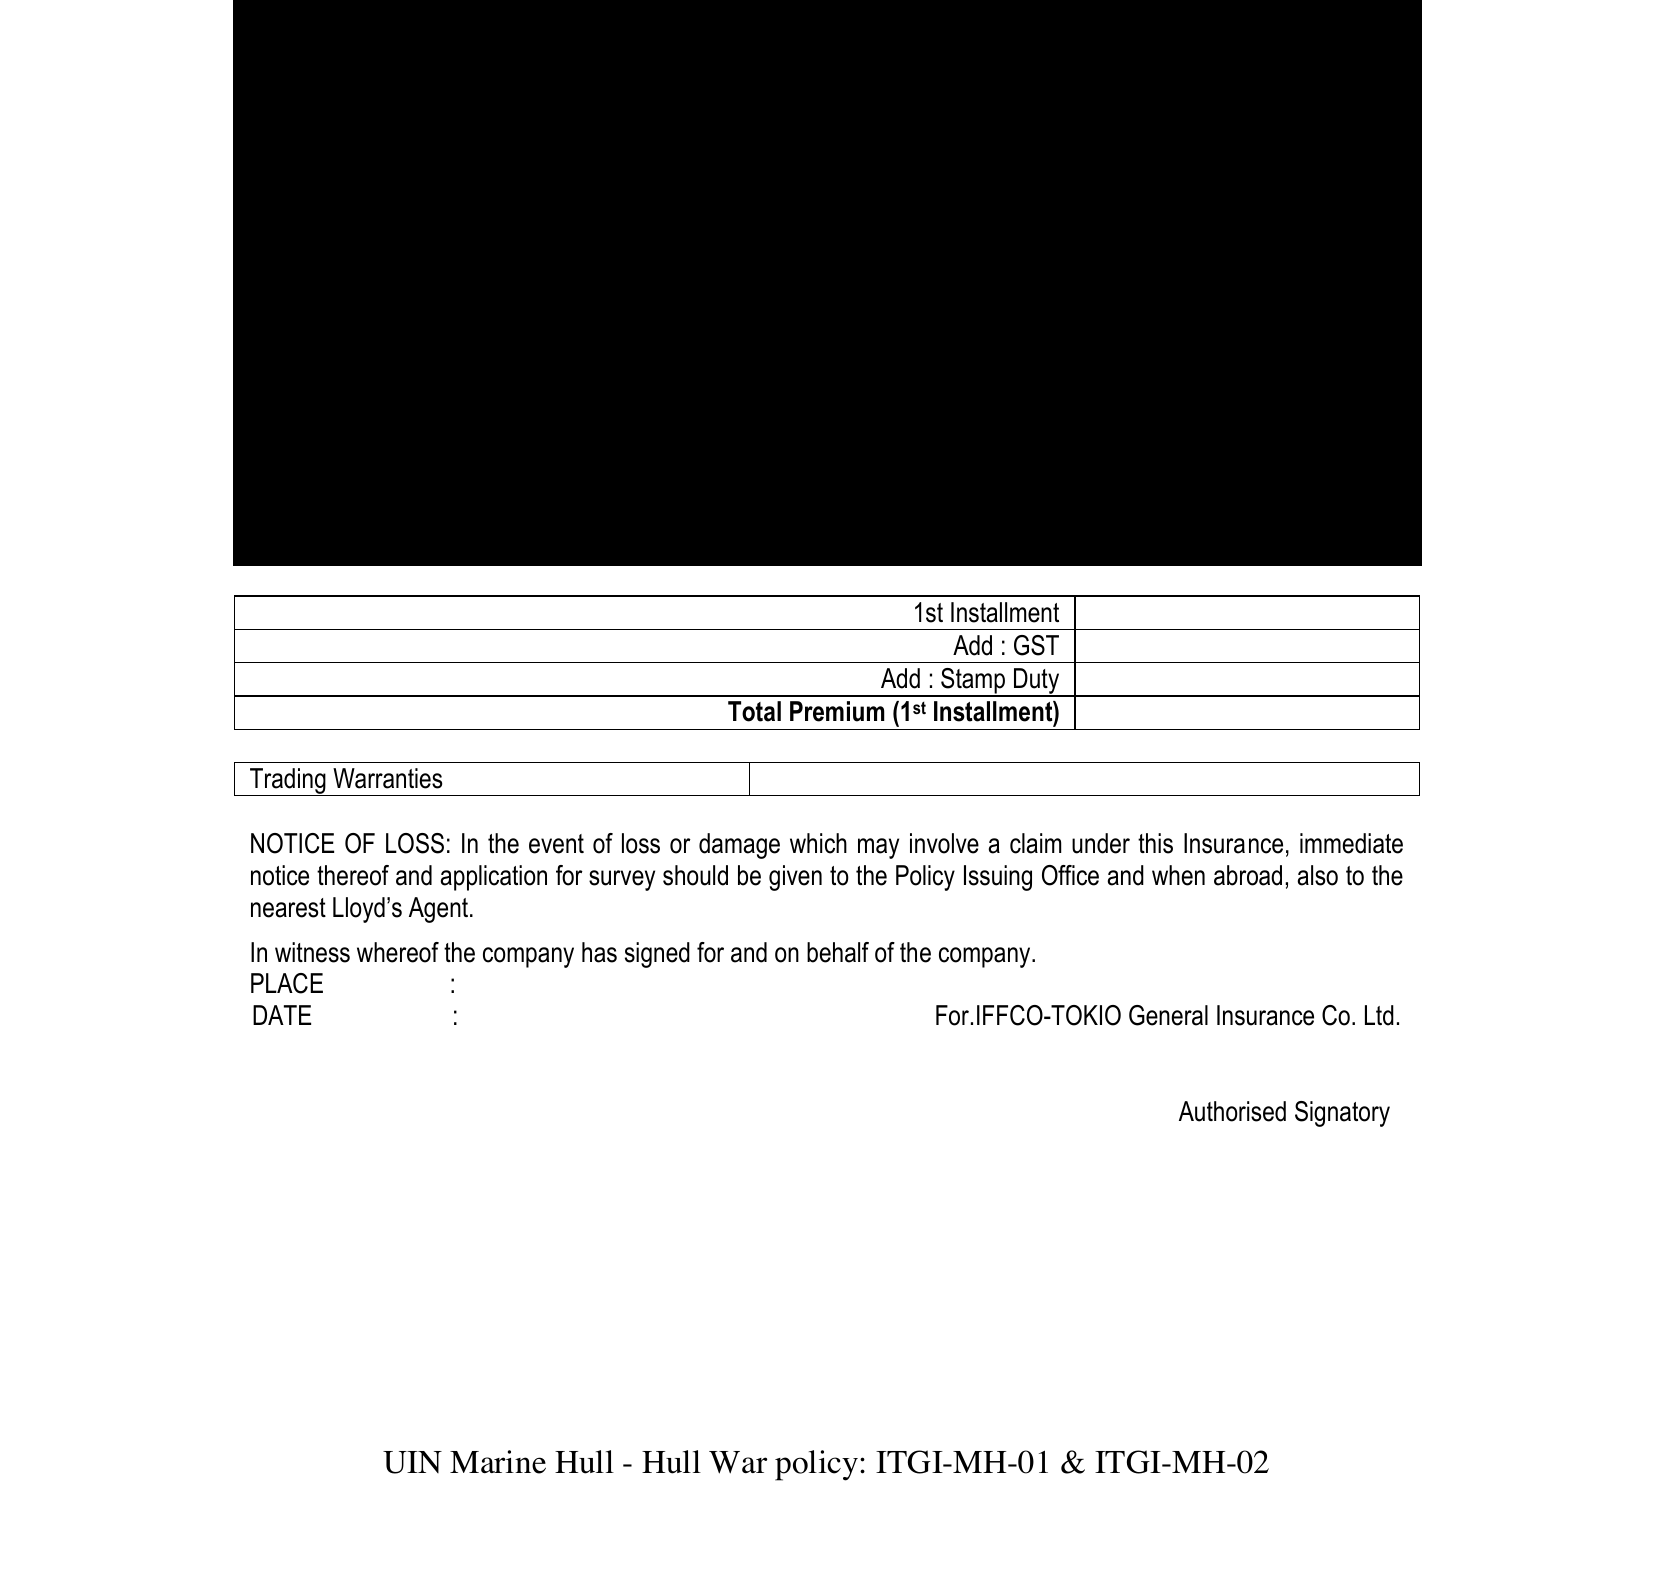 1st Installment
Add : GST
Add : Stamp Duty
Total Premium (1st Installment)
Trading Warranties
NOTICE OF LOSS: In the event of loss or damage which may involve a claim under this Insurance, immediate
notice thereof and application for survey should be given to the Policy Issuing Office and when abroad, also to the
nearest Lloyd’s Agent.
In witness whereof the company has signed for and on behalf of the company.
PLACE :
DATE : For.IFFCO-TOKIO General Insurance Co. Ltd.
Authorised Signatory
UIN Marine Hull - Hull War policy: ITGI-MH-01 & ITGI-MH-02